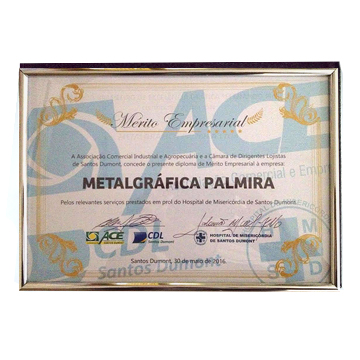 Mérito Empresarial
A Associação Comercial Industrial e Agropecuária e a Câmara de Dirigentes Lojistas
de Santos Dumont, concede o presente diploma de Mérito Empresarial à empresa:
METALGRÁFICA PALMIRA
Pelos relevantes serviços prestados em prol do Hospital de Misericórdia de Santos Dumont.
ACE
CDL
Santos Dumont
HOSPITAL DE MISERICÓRDIA
DE SANTOS DUMONT
Santos Dumont, 30 de maio de 2016.